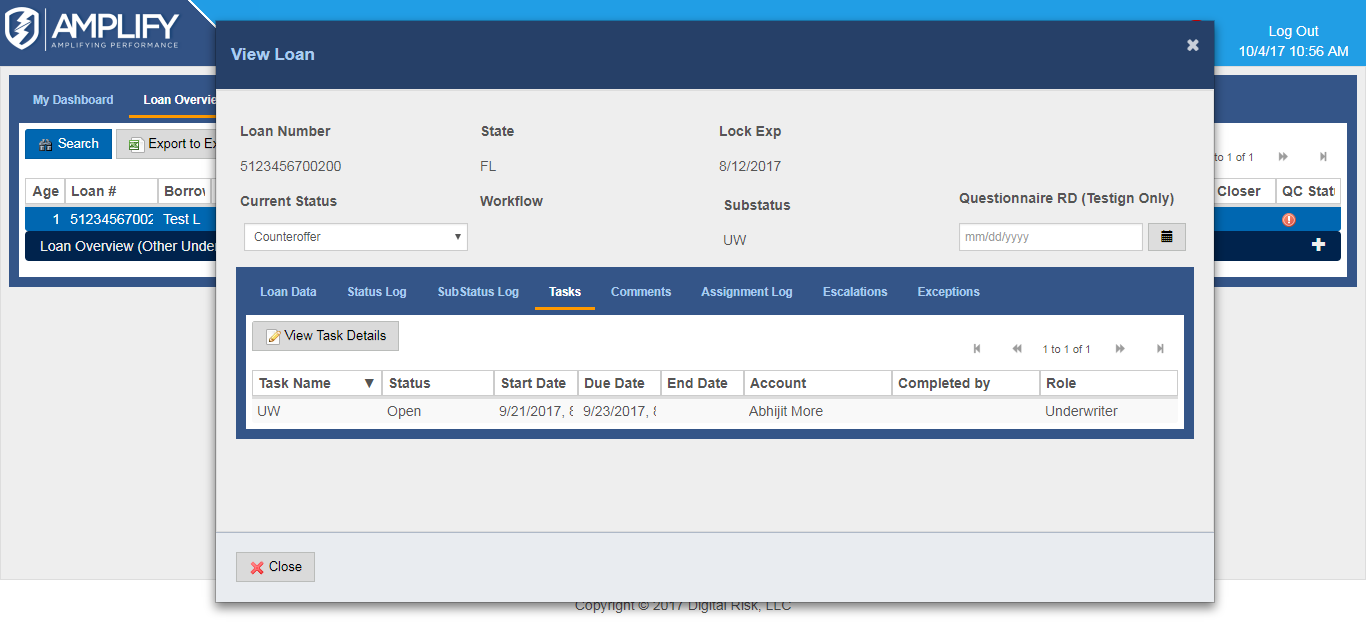 AMPLIFY
AMPLIFYING PERFORMANCE
Log Out
10/4/17 10:56 AM
My Dashboard
Loan Overvie
Search
Export to Ex
to 1 of 1
Age
Loan #
Borrov
Closer
QC Stat
1
51234567002
Test L
Loan Overview (Other Under
View Loan
Loan Number
State
Lock Exp
5123456700200
FL
8/12/2017
Current Status
Workflow
Substatus
Questionnaire RD (Testign Only)
Counteroffer
UW
mm/dd/yyyy
Loan Data
Status Log
SubStatus Log
Tasks
Comments
Assignment Log
Escalations
Exceptions
View Task Details
1 to 1 of 1
Task Name
Status
Start Date
Due Date
End Date
Account
Completed by
Role
UW
Open
9/21/2017,
9/23/2017,
Abhijit More
Underwriter
Close
Copyright © 2017 Digital Risk, LLC